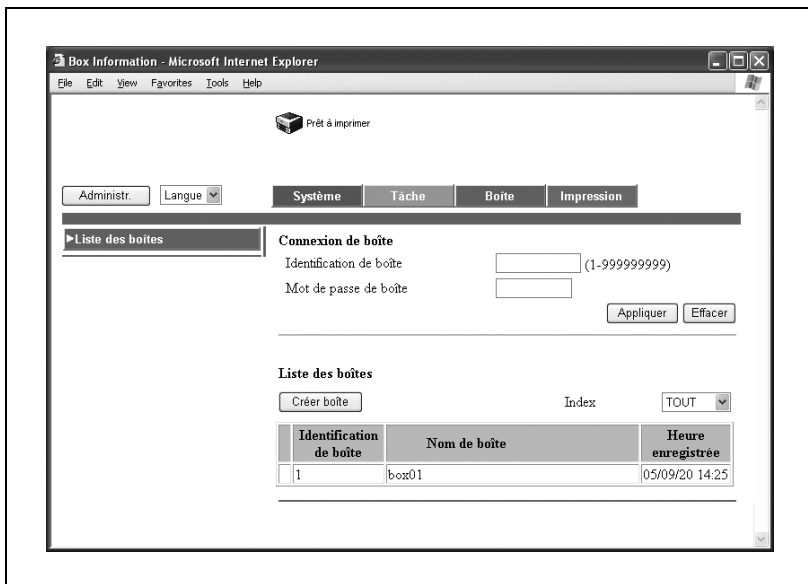 Box Information - Microsoft Internet Explorer
File Edit View Favorites Tools Help
Prêt à imprimer
Administr. Langue Système Tâche Boîte Impression
Liste des boîtes
Connexion de boîte
Identification de boîte (1-999999999)
Mot de passe de boîte
Appliquer Effacer
Liste des boîtes
Créer boîte Index TOUT
Identification de boîte Nom de boîte Heure enregistrée
1 box01 05/09/20 14:25